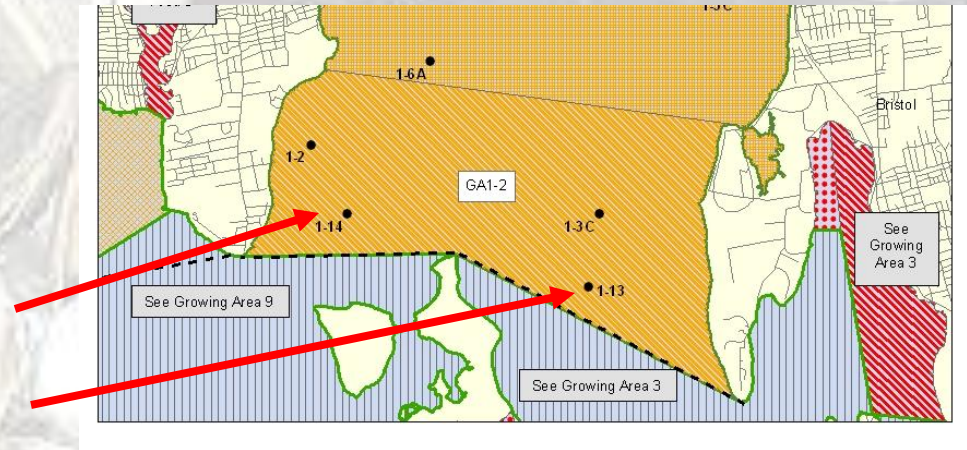 1-6A
Bristol
1-2
GA1-2
1-14
1-3C
See
Growing
Area 3
1-13
See Growing Area 9
See Growing Area 3